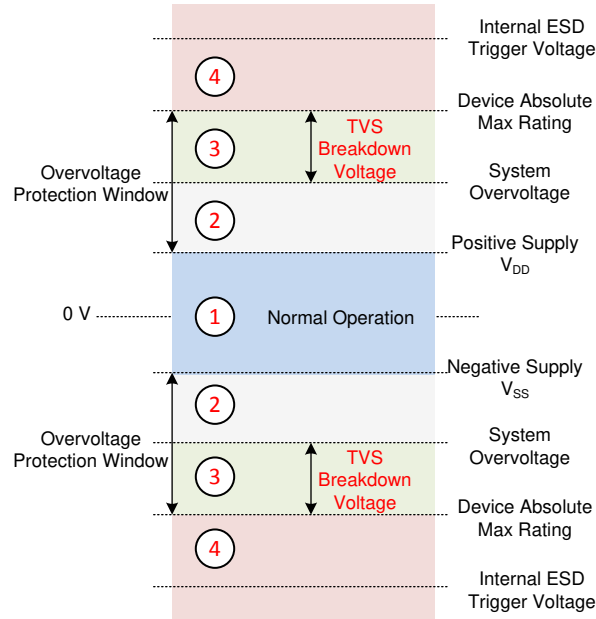 Internal ESD
Trigger Voltage
4
Device Absolute
Max Rating
TVS
Breakdown
Voltage
3
Overvoltage
Protection Window
System
Overvoltage
2
Positive Supply
V_DD
0 V
1
Normal Operation
Negative Supply
V_SS
2
Overvoltage
Protection Window
System
Overvoltage
3
TVS
Breakdown
Voltage
Device Absolute
Max Rating
4
Internal ESD
Trigger Voltage